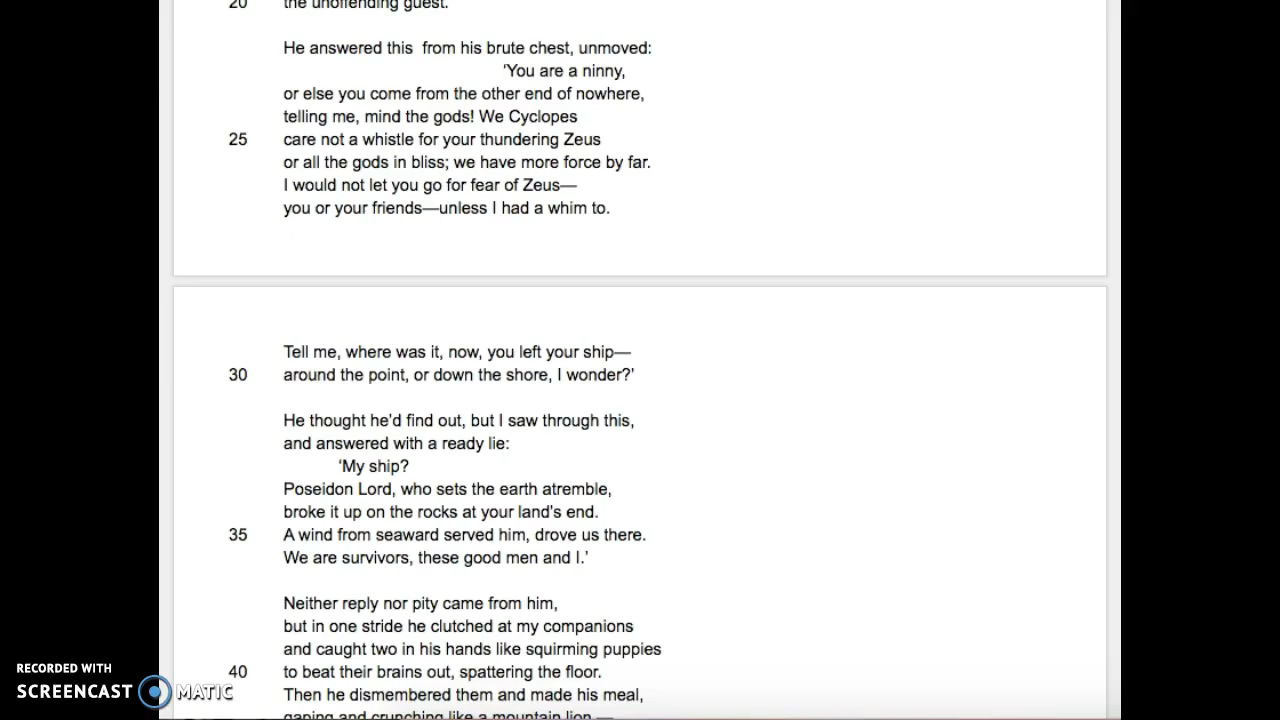 20 the unoffending guest.
He answered this  from his brute chest, unmoved:
'You are a ninny,
or else you come from the other end of nowhere,
telling me, mind the gods! We Cyclopes
25 care not a whistle for your thundering Zeus
or all the gods in bliss; we have more force by far.
I would not let you go for fear of Zeus—
you or your friends—unless I had a whim to.
Tell me, where was it, now, you left your ship—
30 around the point, or down the shore, I wonder?'
He thought he'd find out, but I saw through this,
and answered with a ready lie:
'My ship?
Poseidon Lord, who sets the earth atremble,
broke it up on the rocks at your land's end.
35 A wind from seaward served him, drove us there.
We are survivors, these good men and I.'
Neither reply nor pity came from him,
but in one stride he clutched at my companions
and caught two in his hands like squirming puppies
40 to beat their brains out, spattering the floor.
Then he dismembered them and made his meal,
gaping and crunching like a mountain lion —
RECORDED WITH
SCREENCAST MATIC